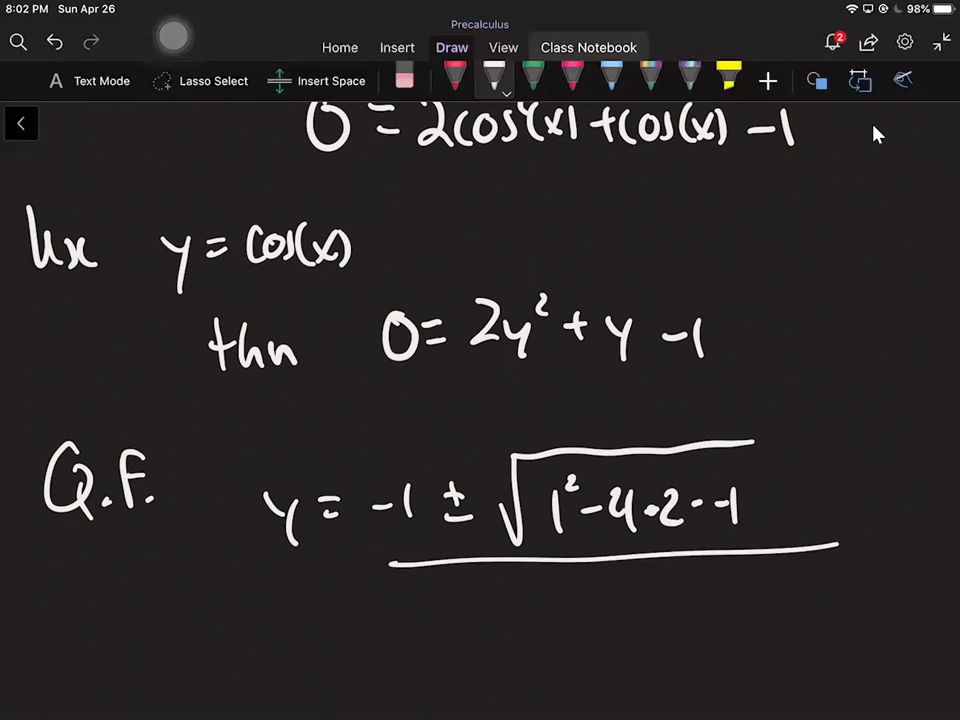 8:02 PM Sun Apr 26
98%
Precalculus
Home Insert Draw View Class Notebook
2
A Text Mode Lasso Select Insert Space
0 = 2cos²(x) + cos(x) - 1
y = cos(x)
then 0 = 2y² + y - 1
Q.F. y = -1 ± √1² - 4 · 2 · -1